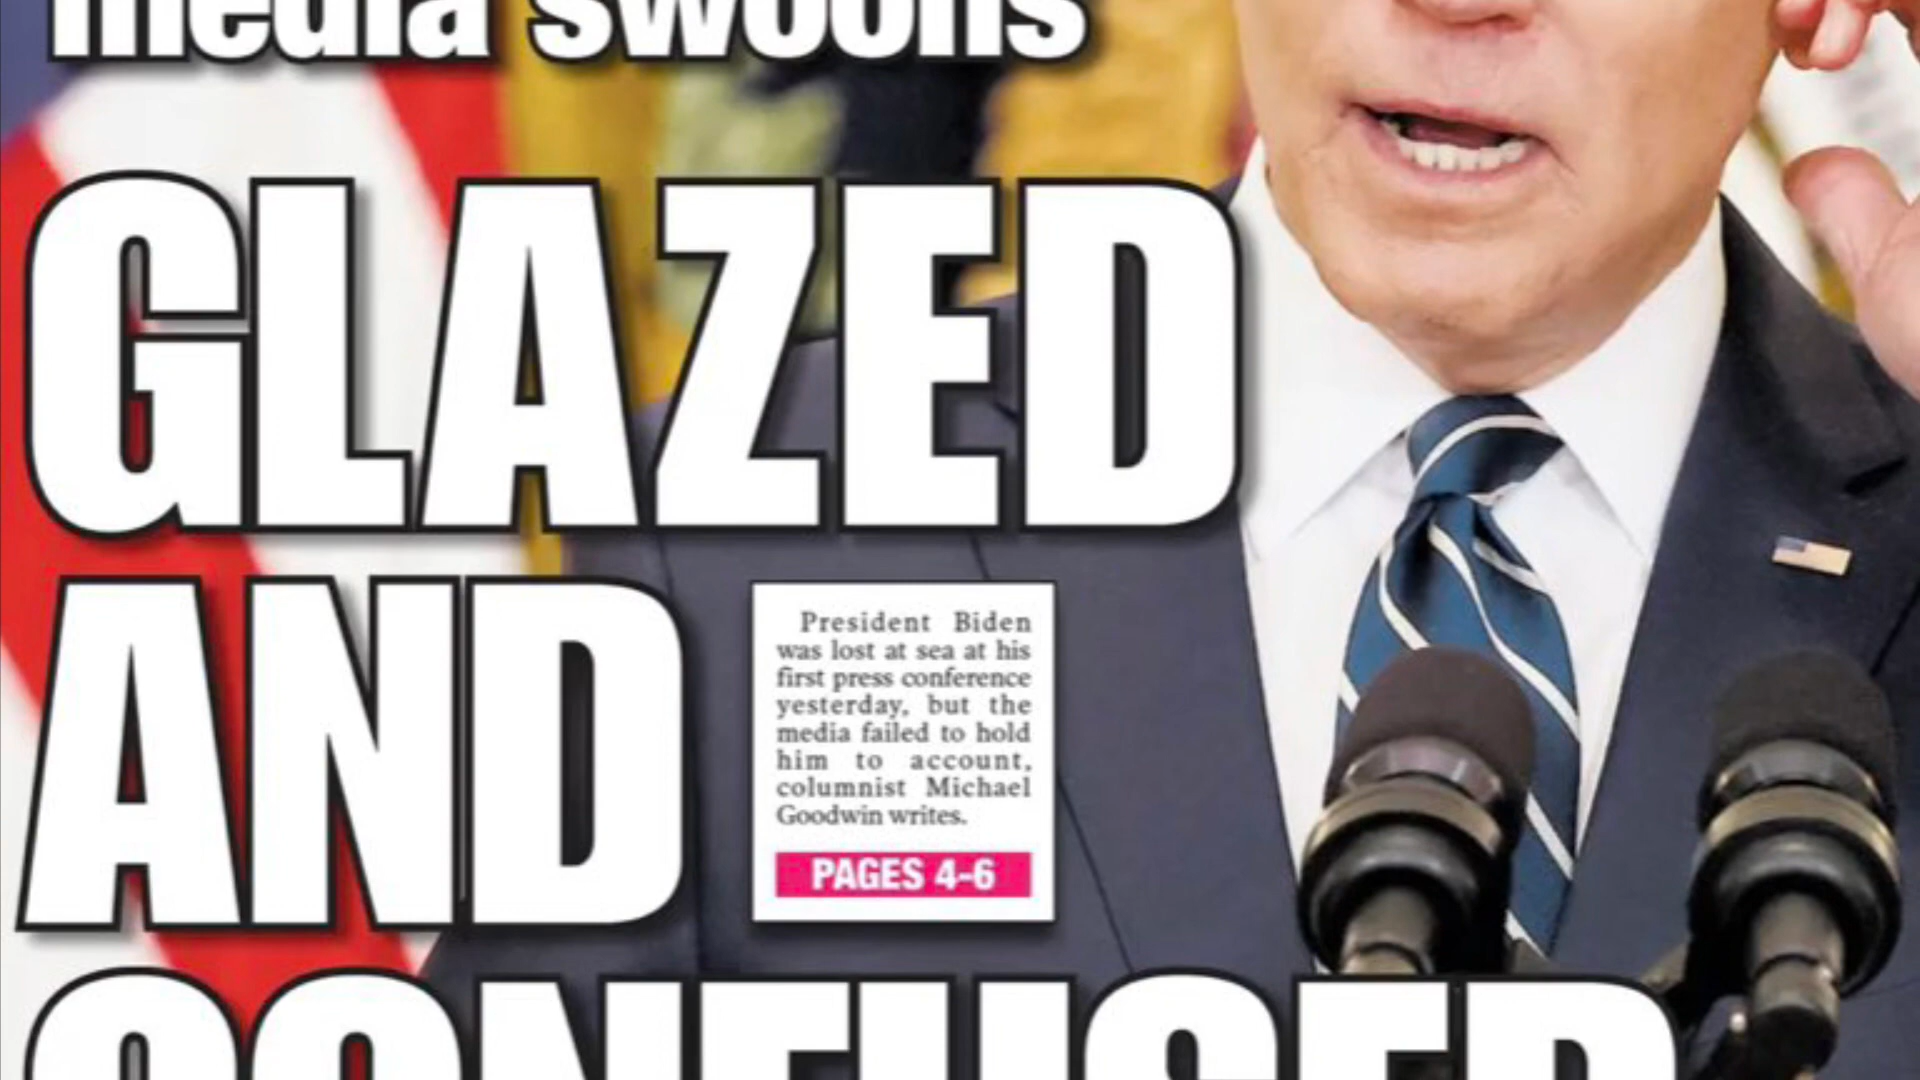 media swoons
GLAZED
AND
President Biden
was lost at sea at his
first press conference
yesterday, but the
media failed to hold
him to account,
columnist Michael
Goodwin writes.
PAGES 4-6
CONFUSED